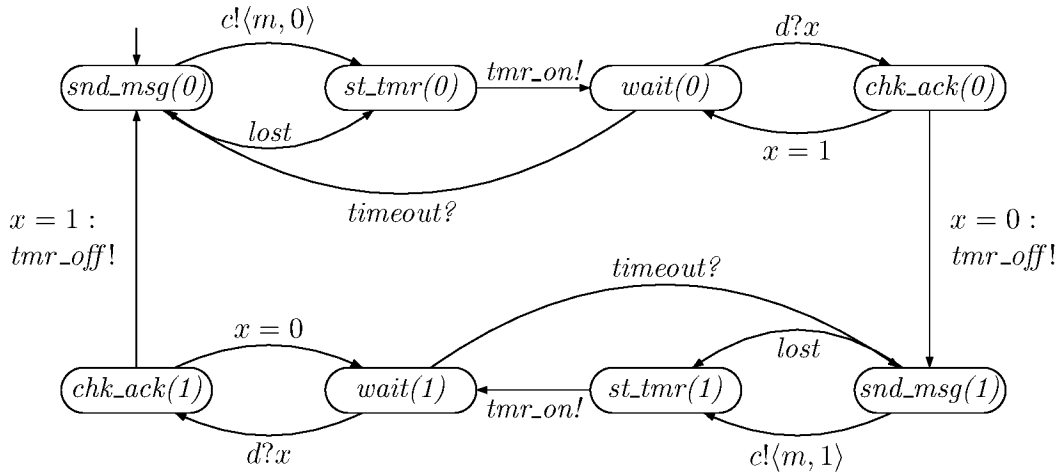 c!⟨m, 0⟩
d?x
snd_msg(0)
st_tmr(0)
tmr_on!
wait(0)
chk_ack(0)
lost
x = 1
timeout?
x = 1 :
tmr_off!
x = 0 :
tmr_off!
timeout?
x = 0
lost
chk_ack(1)
wait(1)
tmr_on!
st_tmr(1)
snd_msg(1)
d?x
c!⟨m, 1⟩